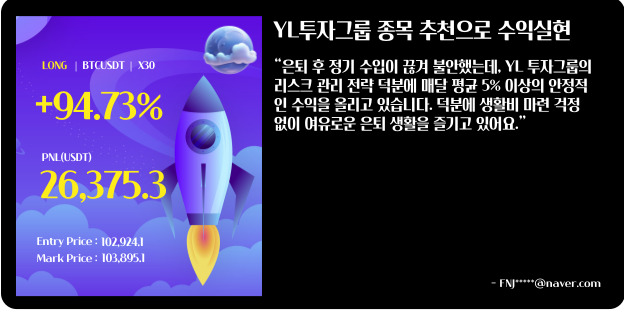 LONG | BTCUSDT | X30
+94.73%
PNL(USDT)
26,375.3
Entry Price : 102,924.1
Mark Price : 103,895.1
YL투자그룹 종목 추천으로 수익실현
“은퇴 후 정기 수입이 끊겨 불안했는데, YL 투자그룹의
리스크 관리 전략 덕분에 매달 평균 5% 이상의 안정적
인 수익을 올리고 있습니다. 덕분에 생활비 마련 걱정
없이 여유로운 은퇴 생활을 즐기고 있어요.”
- FNJ*****@naver.com